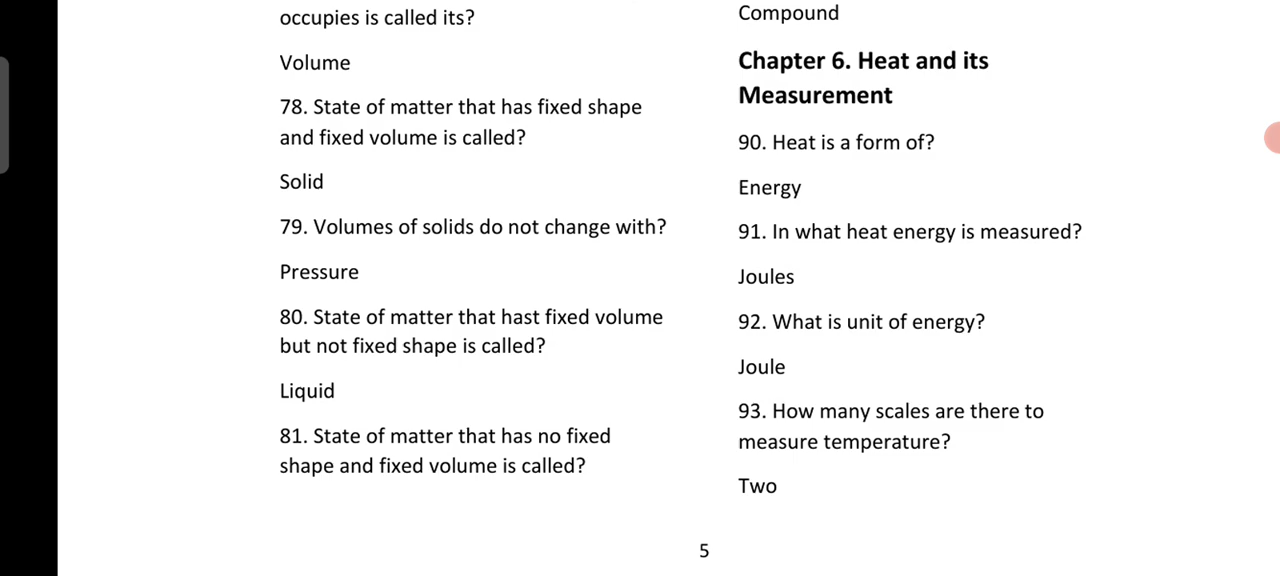 occupies is called its?
Volume
78. State of matter that has fixed shape
and fixed volume is called?
Solid
79. Volumes of solids do not change with?
Pressure
80. State of matter that hast fixed volume
but not fixed shape is called?
Liquid
81. State of matter that has no fixed
shape and fixed volume is called?
Compound
Chapter 6. Heat and its
Measurement
90. Heat is a form of?
Energy
91. In what heat energy is measured?
Joules
92. What is unit of energy?
Joule
93. How many scales are there to
measure temperature?
Two
5